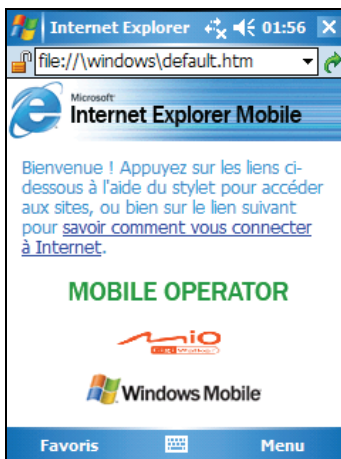 Internet Explorer 01:56
file://\windows\default.htm
Microsoft
Internet Explorer Mobile
Bienvenue ! Appuyez sur les liens ci-
dessous à l'aide du stylet pour accéder
aux sites, ou bien sur le lien suivant
pour savoir comment vous connecter
à Internet.
MOBILE OPERATOR
Mio
Windows Mobile
Favoris Menu